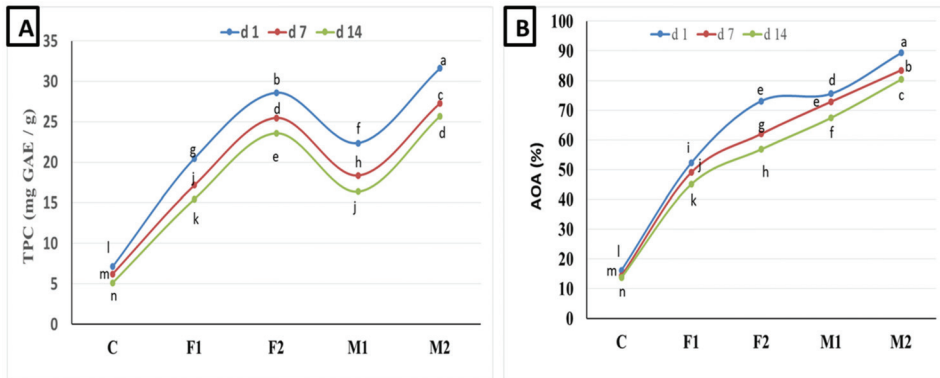 A
d 1 d 7 d 14
TPC (mg GAE / g)
35
30
25
20
15
10
5
0
l
m
n
g
j
k
b
d
e
f
h
j
a
c
d
C F1 F2 M1 M2
B
d 1 d 7 d 14
AOA (%)
100
90
80
70
60
50
40
30
20
10
0
l
m
n
i
j
k
e
g
h
d
e
f
a
b
c
C F1 F2 M1 M2